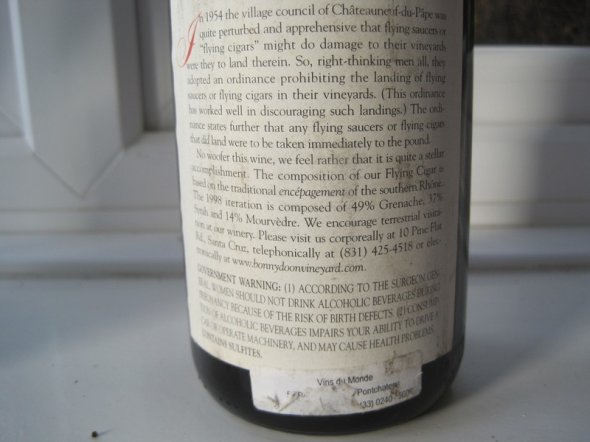 In 1954 the village council of Châteauneuf-du-Pâpe was
quite perturbed and apprehensive that flying saucers or
"flying cigars" might do damage to their vineyards
were they to land therein. So, right-thinking men all, they
adopted an ordinance prohibiting the landing of flying
saucers or flying cigars in their vineyards. (This ordinance
has worked well in discouraging such landings.) The ordi-
nance states further that any flying saucers or flying cigars
that did land were to be taken immediately to the pound.
No woofer this wine, we feel rather that it is quite a stellar
accomplishment. The composition of our Flying Cigar is
based on the traditional encépagement of the southern Rhône.
The 1998 iteration is composed of 49% Grenache, 37%
Syrah and 14% Mourvèdre. We encourage terrestrial visita-
tion at our winery. Please visit us corporeally at 10 Pine Flat
Rd., Santa Cruz, telephonically at (831) 425-4518 or elec-
tronically at www.bonnydoonvineyard.com.
GOVERNMENT WARNING: (1) ACCORDING TO THE SURGEON GEN-
ERAL, WOMEN SHOULD NOT DRINK ALCOHOLIC BEVERAGES DURING
PREGNANCY BECAUSE OF THE RISK OF BIRTH DEFECTS. (2) CONSUMP-
TION OF ALCOHOLIC BEVERAGES IMPAIRS YOUR ABILITY TO DRIVE A
CAR OR OPERATE MACHINERY, AND MAY CAUSE HEALTH PROBLEMS.
CONTAINS SULFITES.
Vins du Monde
Pontchateau
(33) 0240